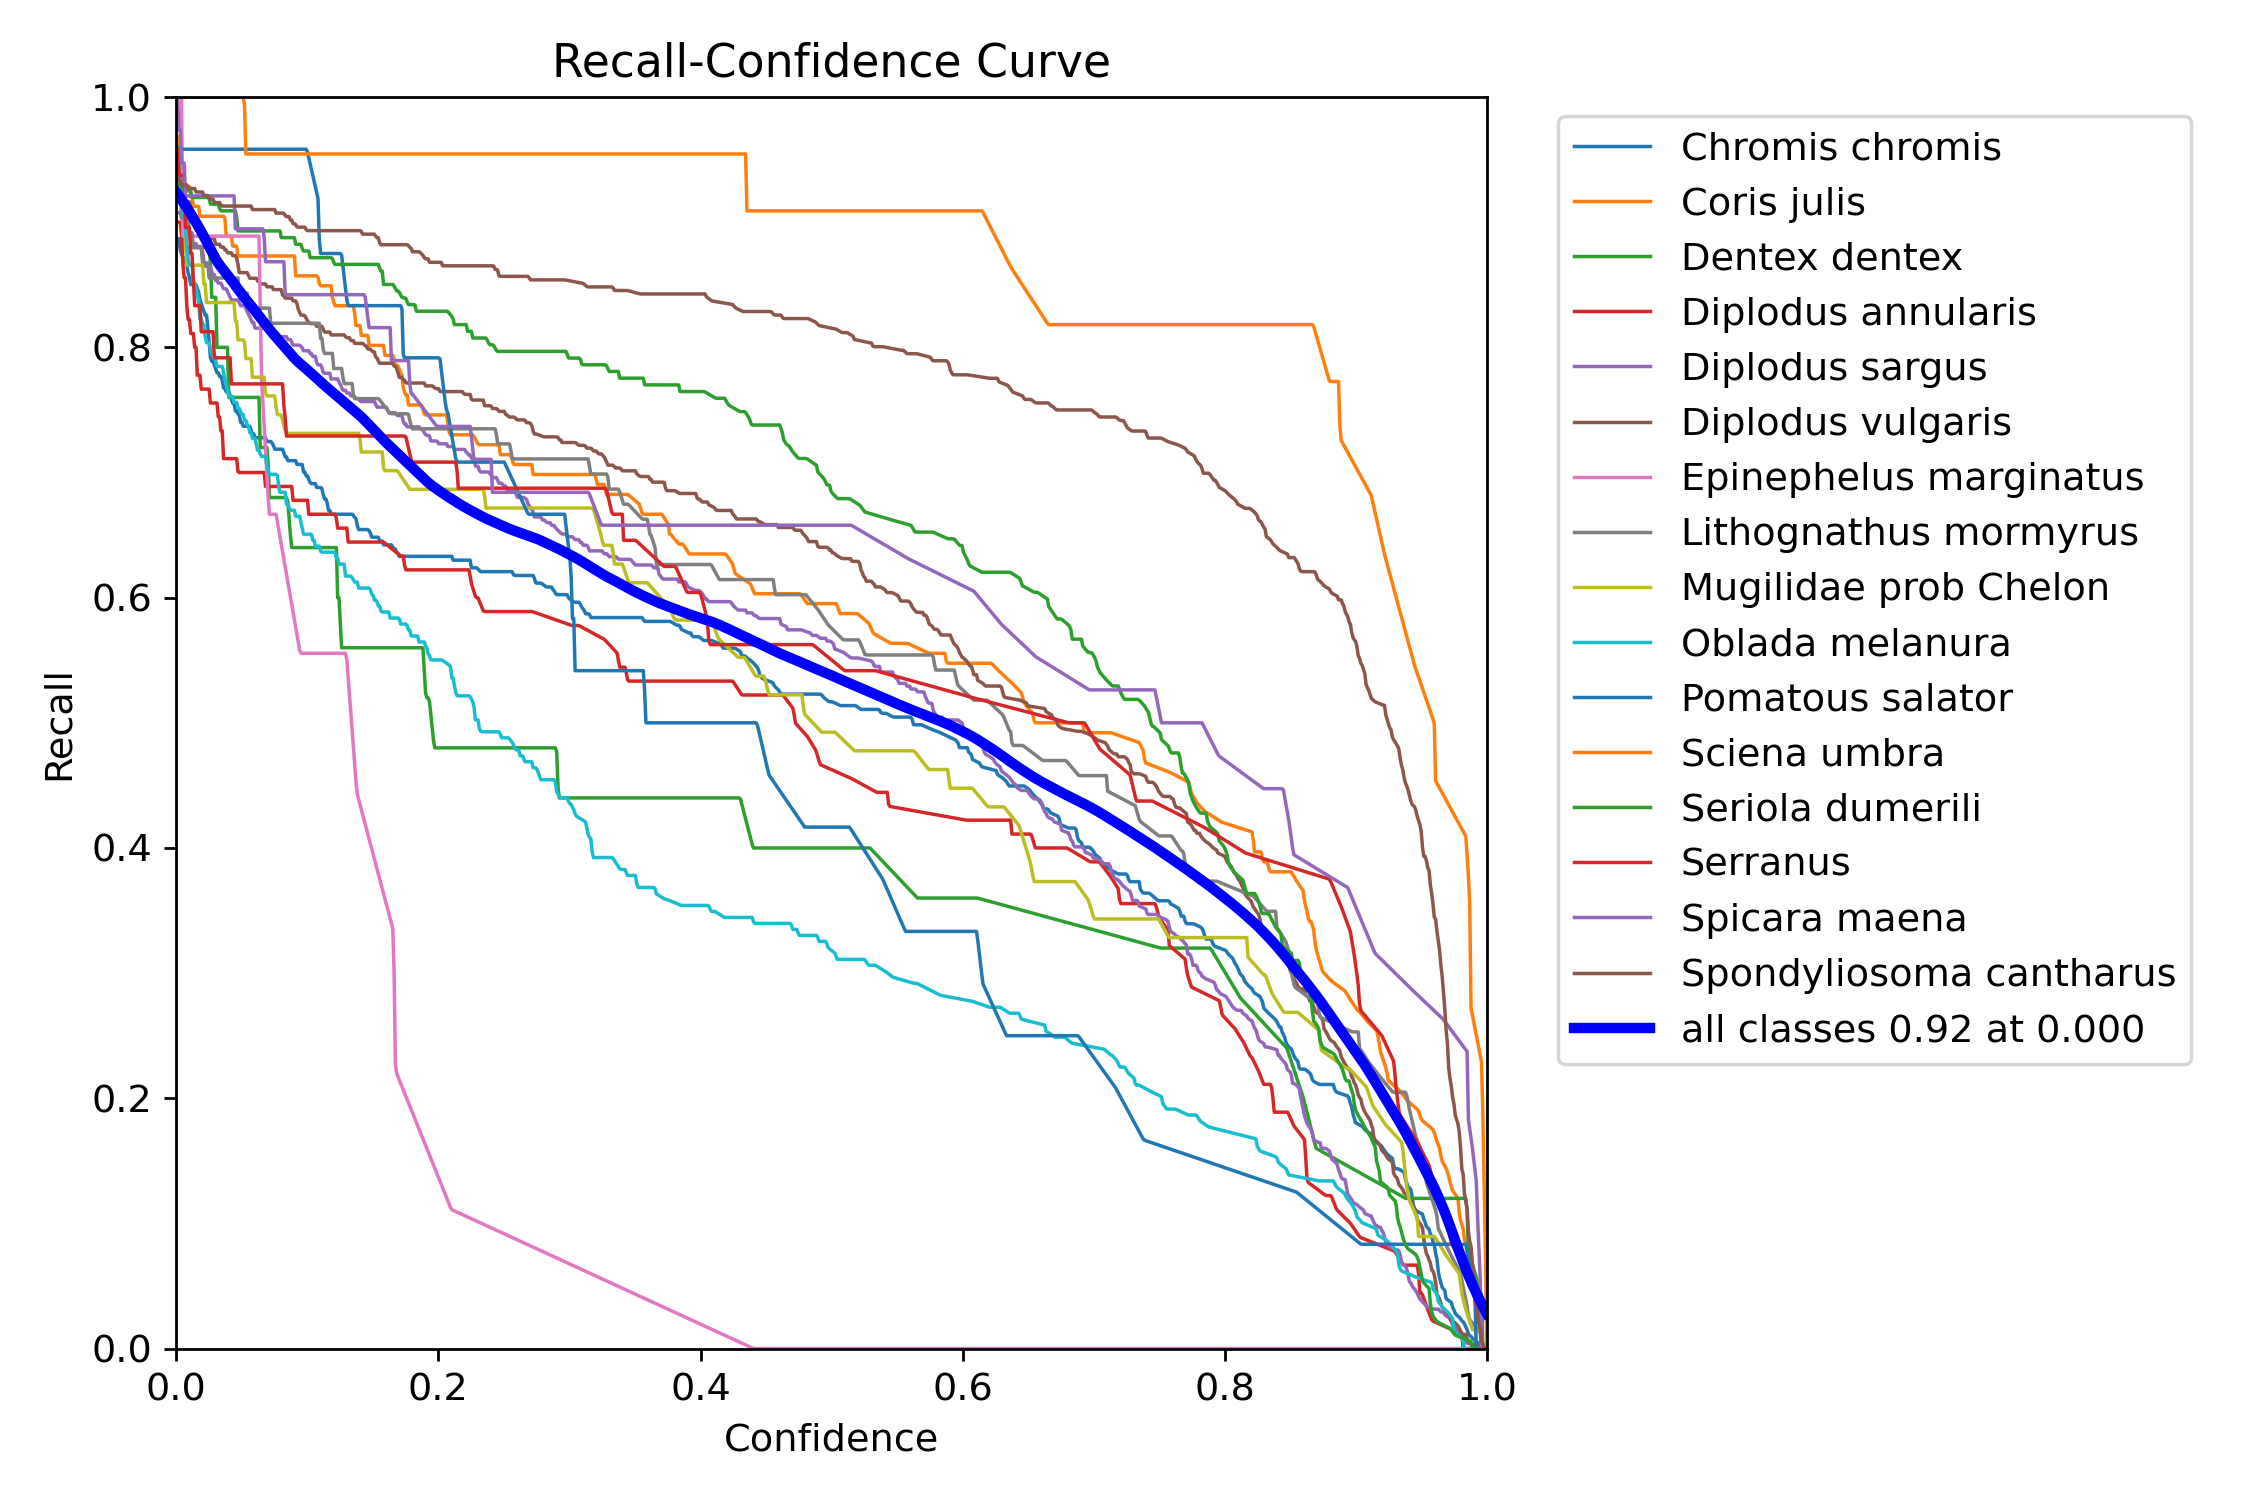 Recall-Confidence Curve
1.0
0.8
0.6
0.4
0.2
0.0
Recall
0.0 0.2 0.4 0.6 0.8 1.0
Confidence
Chromis chromis
Coris julis
Dentex dentex
Diplodus annularis
Diplodus sargus
Diplodus vulgaris
Epinephelus marginatus
Lithognathus mormyrus
Mugilidae prob Chelon
Oblada melanura
Pomatous salator
Sciena umbra
Seriola dumerili
Serranus
Spicara maena
Spondyliosoma cantharus
all classes 0.92 at 0.000